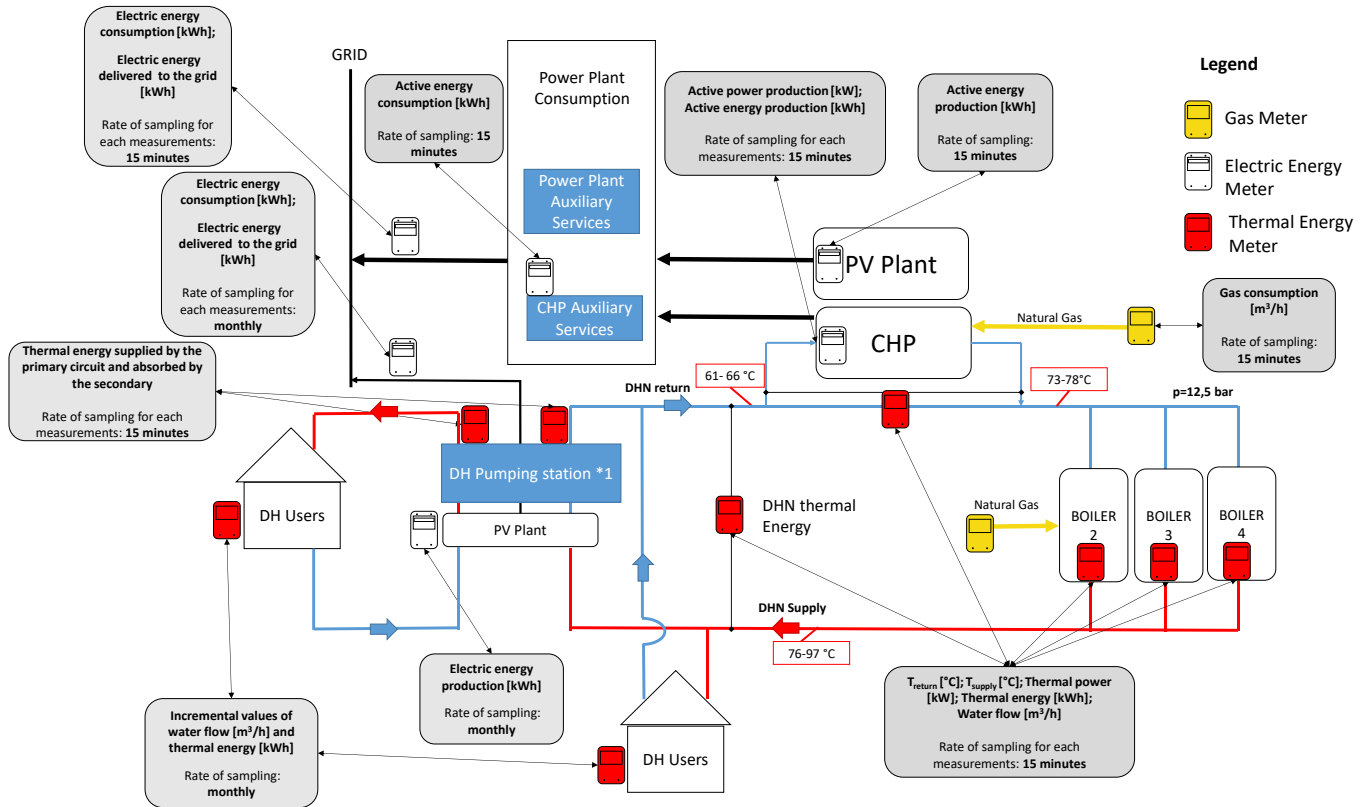 Electric energy
consumption [kWh];
Electric energy
delivered to the grid
[kWh]
Rate of sampling for
each measurements:
15 minutes
GRID
Active energy
consumption [kWh]
Rate of sampling: 15
minutes
Power Plant
Consumption
Power Plant
Auxiliary
Services
CHP Auxiliary
Services
Active power production [kW];
Active energy production [kWh]
Rate of sampling for each
measurements: 15 minutes
Active energy
production [kWh]
Rate of sampling:
15 minutes
Legend
Gas Meter
Electric Energy
Meter
Thermal Energy
Meter
Electric energy
consumption [kWh];
Electric energy
delivered to the grid
[kWh]
Rate of sampling for
each measurements:
monthly
PV Plant
CHP
Natural Gas
Gas consumption
[m³/h]
Rate of sampling:
15 minutes
Thermal energy supplied by the
primary circuit and absorbed by
the secondary
Rate of sampling for each
measurements: 15 minutes
DHN return
61- 66 °C
73-78°C
p=12,5 bar
DH Pumping station *1
PV Plant
DH Users
DHN thermal
Energy
Natural Gas
BOILER
2
BOILER
3
BOILER
4
DHN Supply
76-97 °C
Electric energy
production [kWh]
Rate of sampling:
monthly
Incremental values of
water flow [m³/h] and
thermal energy [kWh]
Rate of sampling:
monthly
DH Users
Treturn [°C]; Tsupply [°C]; Thermal power
[kW]; Thermal energy [kWh];
Water flow [m³/h]
Rate of sampling for each
measurements: 15 minutes